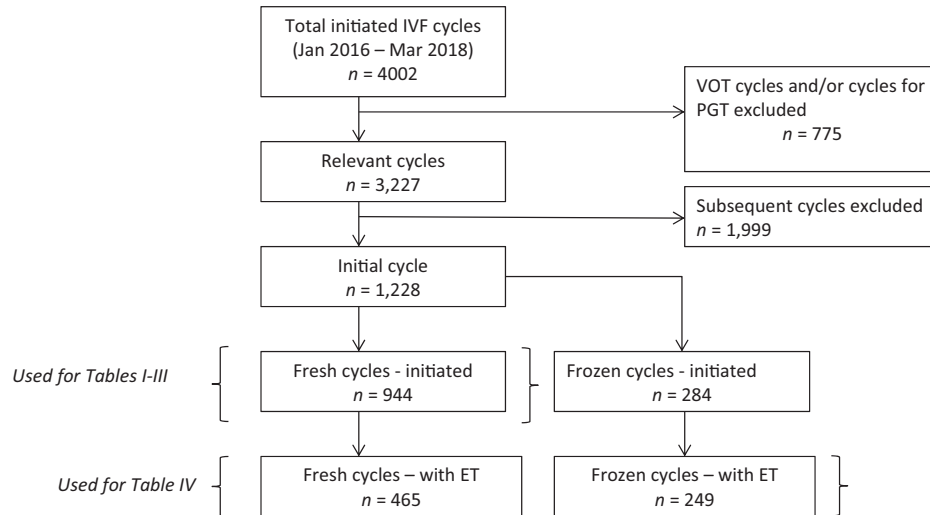 Total initiated IVF cycles
(Jan 2016 – Mar 2018)
n = 4002
VOT cycles and/or cycles for
PGT excluded
n = 775
Relevant cycles
n = 3,227
Subsequent cycles excluded
n = 1,999
Initial cycle
n = 1,228
Used for Tables I-III
Fresh cycles - initiated
n = 944
Frozen cycles - initiated
n = 284
Used for Table IV
Fresh cycles – with ET
n = 465
Frozen cycles – with ET
n = 249